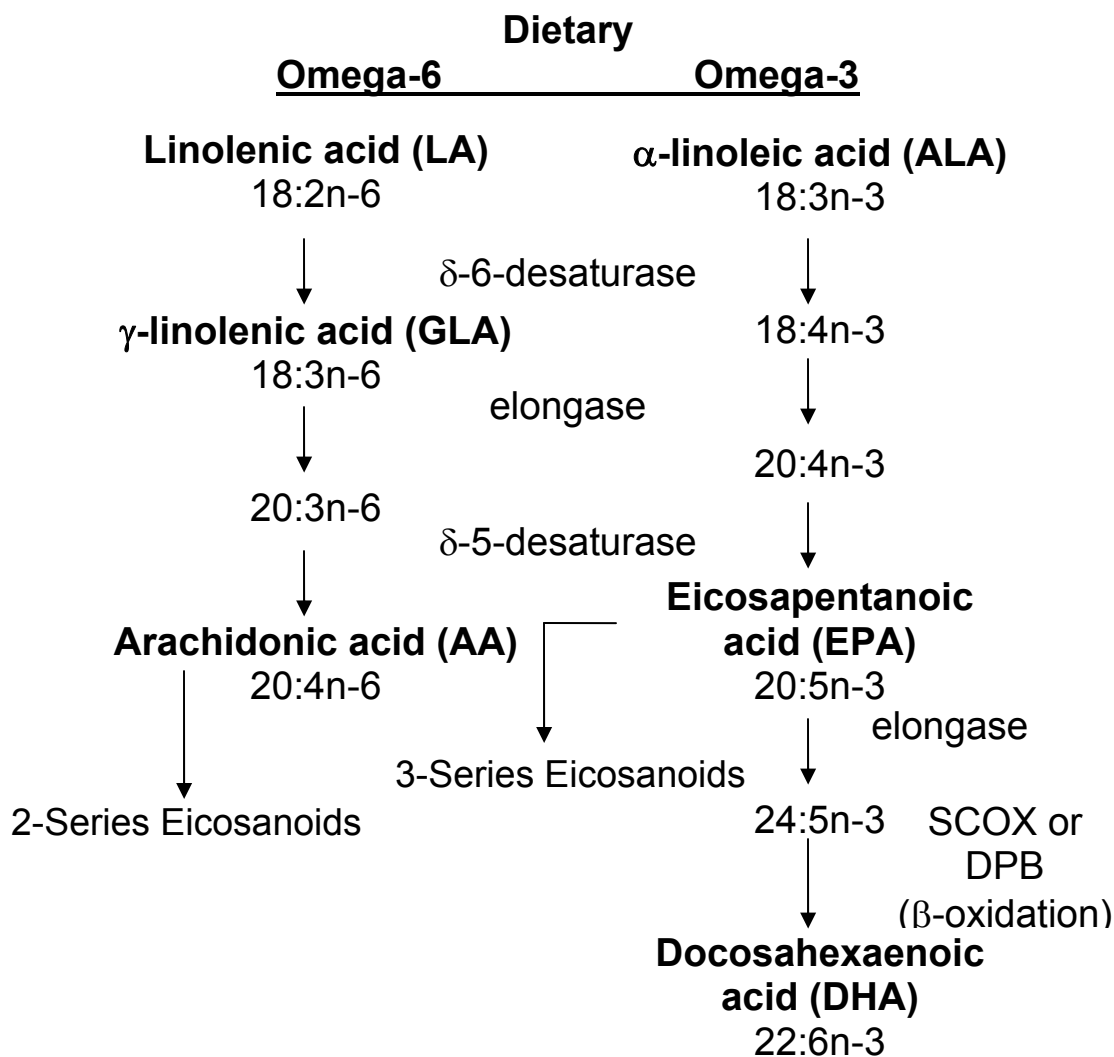 Dietary
Omega-6 Omega-3
Linolenic acid (LA) α-linoleic acid (ALA)
18:2n-6 18:3n-3
δ-6-desaturase
γ-linolenic acid (GLA) 18:4n-3
18:3n-6
elongase
20:4n-3
20:3n-6
δ-5-desaturase
Eicosapentanoic
Arachidonic acid (AA) acid (EPA)
20:4n-6 20:5n-3
elongase
3-Series Eicosanoids
2-Series Eicosanoids 24:5n-3 SCOX or
DPB
(β-oxidation)
Docosahexaenoic
acid (DHA)
22:6n-3